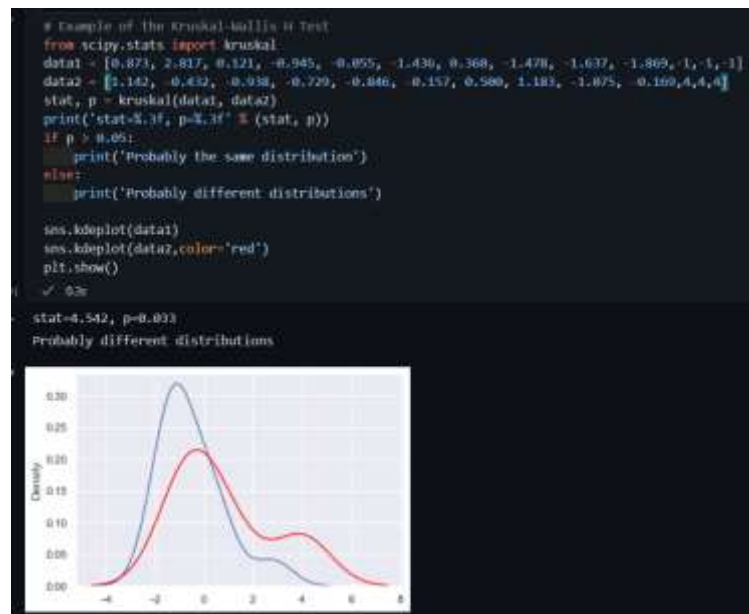 # Example of the Kruskal-Wallis H Test
from scipy.stats import kruskal
data1 = [0.873, 2.817, 0.121, -0.945, -0.055, -1.436, 0.360, -1.478, -1.637, -1.869,-1,-1,-1]
data2 = [1.142, -0.432, -0.938, -0.729, -0.846, -0.157, 0.500, 1.183, -1.075, -0.169,4,4,4]
stat, p = kruskal(data1, data2)
print('stat=%.3f, p=%.3f' % (stat, p))
if p > 0.05:
print('Probably the same distribution')
else:
print('Probably different distributions')
sns.kdeplot(data1)
sns.kdeplot(data2,color='red')
plt.show()
✓ 0.3s
stat=4.542, p=0.033
Probably different distributions
0.30
0.25
0.20
0.15
0.10
0.05
0.00
Density
-4 -2 0 2 4 6 8